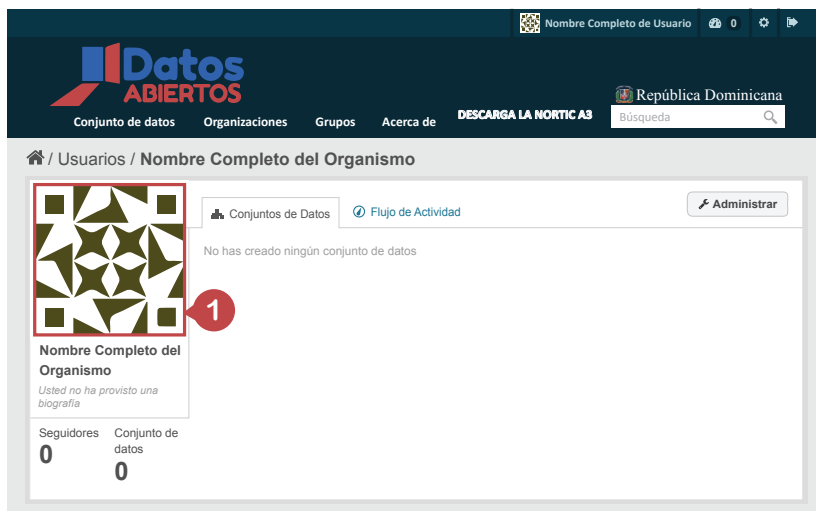 Nombre Completo de Usuario 0
Datos
ABIERTOS
República Dominicana
Conjunto de datos Organizaciones Grupos Acerca de DESCARGA LA NORTIC A3 Búsqueda
/ Usuarios / Nombre Completo del Organismo
Conjuntos de Datos Flujo de Actividad Administrar
No has creado ningún conjunto de datos
1
Nombre Completo del
Organismo
Usted no ha provisto una
biografía
Seguidores Conjunto de
datos
0
0